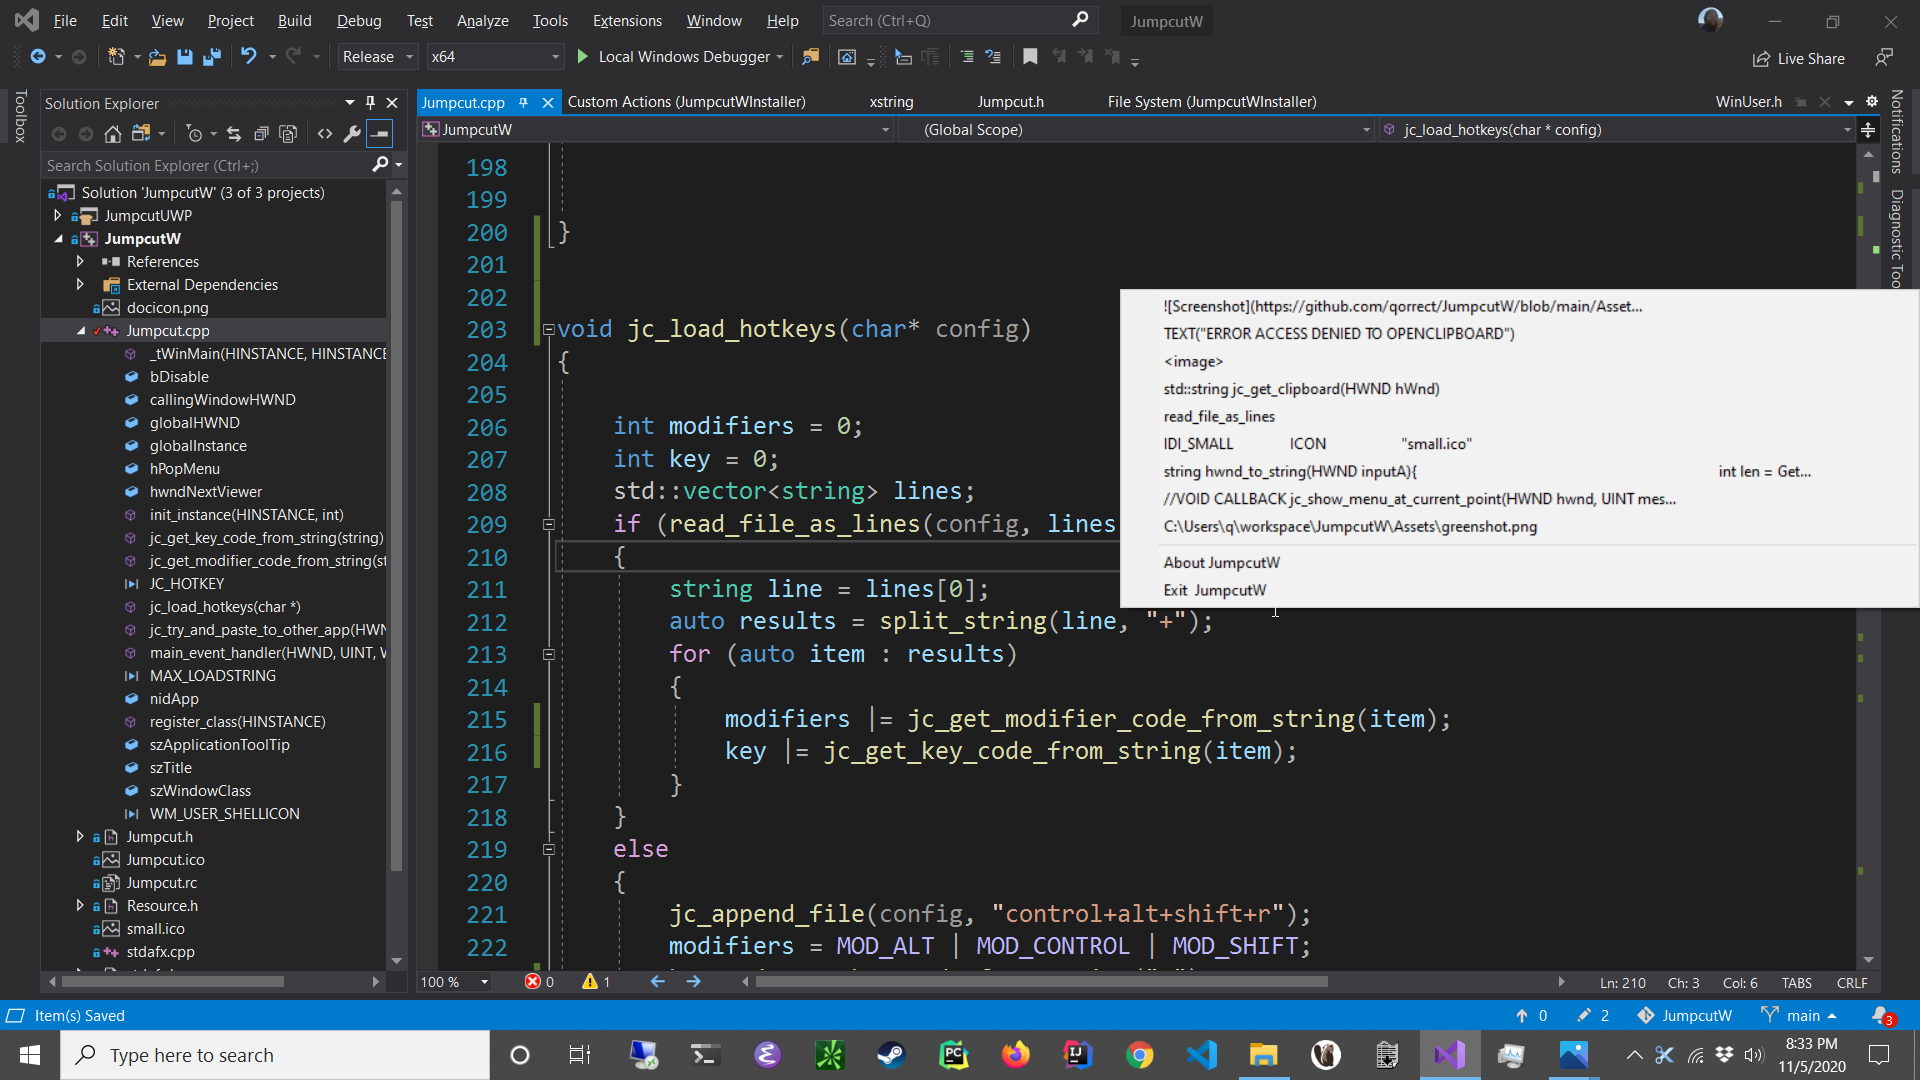 File Edit View Project Build Debug Test Analyze Tools Extensions Window Help Search (Ctrl+Q) JumpcutW
Release x64 Local Windows Debugger Live Share
Toolbox
Solution Explorer
Search Solution Explorer (Ctrl+;)
Solution 'JumpcutW' (3 of 3 projects)
JumpcutUWP
JumpcutW
References
External Dependencies
docicon.png
Jumpcut.cpp
_tWinMain(HINSTANCE, HINSTANCE
bDisable
callingWindowHWND
globalHWND
globalInstance
hPopMenu
hwndNextViewer
init_instance(HINSTANCE, int)
jc_get_key_code_from_string(string)
jc_get_modifier_code_from_string(st
JC_HOTKEY
jc_load_hotkeys(char *)
jc_try_and_paste_to_other_app(HWN
main_event_handler(HWND, UINT, W
MAX_LOADSTRING
nidApp
register_class(HINSTANCE)
szApplicationToolTip
szTitle
szWindowClass
WM_USER_SHELLICON
Jumpcut.h
Jumpcut.ico
Jumpcut.rc
Resource.h
small.ico
stdafx.cpp
Jumpcut.cpp Custom Actions (JumpcutWInstaller) xstring Jumpcut.h File System (JumpcutWInstaller) WinUser.h
JumpcutW (Global Scope) jc_load_hotkeys(char * config)
198
199
200 }
201
202
203 void jc_load_hotkeys(char* config)
204 {
205
206 int modifiers = 0;
207 int key = 0;
208 std::vector<string> lines;
209 if (read_file_as_lines(config, lines
210 {
211 string line = lines[0];
212 auto results = split_string(line, "+");
213 for (auto item : results)
214 {
215 modifiers |= jc_get_modifier_code_from_string(item);
216 key |= jc_get_key_code_from_string(item);
217 }
218 }
219 else
220 {
221 jc_append_file(config, "control+alt+shift+r");
222 modifiers = MOD_ALT | MOD_CONTROL | MOD_SHIFT;
![Screenshot](https://github.com/qorrect/JumpcutW/blob/main/Asset...
TEXT("ERROR ACCESS DENIED TO OPENCLIPBOARD")
<image>
std::string jc_get_clipboard(HWND hWnd)
read_file_as_lines
IDI_SMALL ICON "small.ico"
string hwnd_to_string(HWND inputA){ int len = Get...
//VOID CALLBACK jc_show_menu_at_current_point(HWND hwnd, UINT mes...
C:\Users\q\workspace\JumpcutW\Assets\greenshot.png
About JumpcutW
Exit JumpcutW
Notifications
Diagnostic Too
100 % 0 1 Ln: 210 Ch: 3 Col: 6 TABS CRLF
Item(s) Saved 0 2 JumpcutW main 3
Type here to search
8:33 PM
11/5/2020